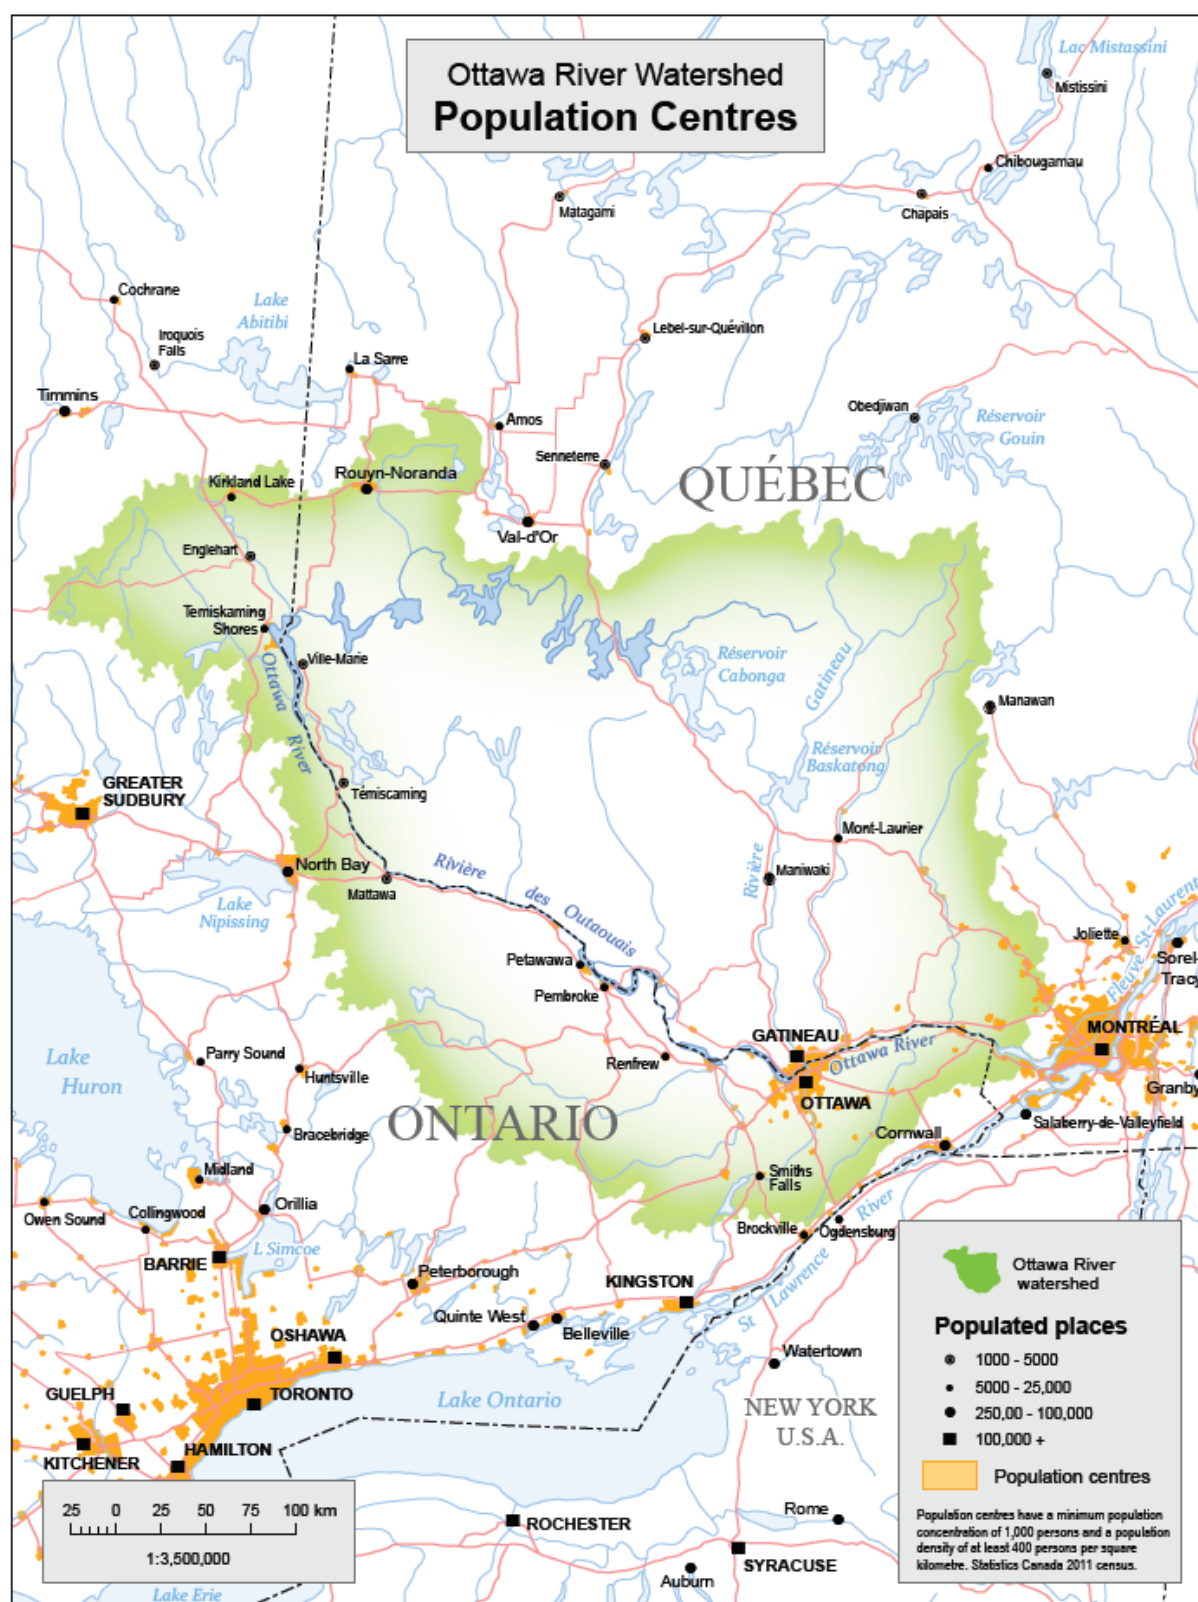 Ottawa River Watershed
Population Centres
Lac Mistassini
Mistissini
Chibougamau
Chapais
Matagami
Cochrane
Lake
Abitibi
Iroquois
Falls
Lebel-sur-Quévillon
La Sarre
Timmins
Amos
Obedjiwan
Réservoir
Gouin
Senneterre
QUÉBEC
Kirkland Lake
Rouyn-Noranda
Val-d'Or
Englehart
Temiskaming
Shores
Ville-Marie
Ottawa
River
Réservoir
Cabonga
Gatineau
Manawan
Réservoir
Baskatong
GREATER
SUDBURY
Témiscaming
Mont-Laurier
North Bay
Mattawa
Rivière
des Outaouais
Rivière
Maniwaki
Lake
Nipissing
Joliette
Fleuve St-Laurent
Sorel-
Tracy
Petawawa
Pembroke
GATINEAU
Ottawa River
MONTRÉAL
Lake
Huron
Parry Sound
Huntsville
Renfrew
OTTAWA
Granby
ONTARIO
Bracebridge
Cornwall
Salaberry-de-Valleyfield
Midland
Smiths
Falls
Owen Sound
Collingwood
Orillia
Brockville
Ogdensburg
St Lawrence River
BARRIE
L Simcoe
Peterborough
KINGSTON
Quinte West
Belleville
OSHAWA
Watertown
GUELPH
TORONTO
Lake Ontario
NEW YORK
U.S.A.
KITCHENER
HAMILTON
Rome
ROCHESTER
SYRACUSE
Auburn
Lake Erie
25 0 25 50 75 100 km
1:3,500,000
Ottawa River
watershed
Populated places
1000 - 5000
5000 - 25,000
250,00 - 100,000
100,000 +
Population centres
Population centres have a minimum population
concentration of 1,000 persons and a population
density of at least 400 persons per square
kilometre. Statistics Canada 2011 census.